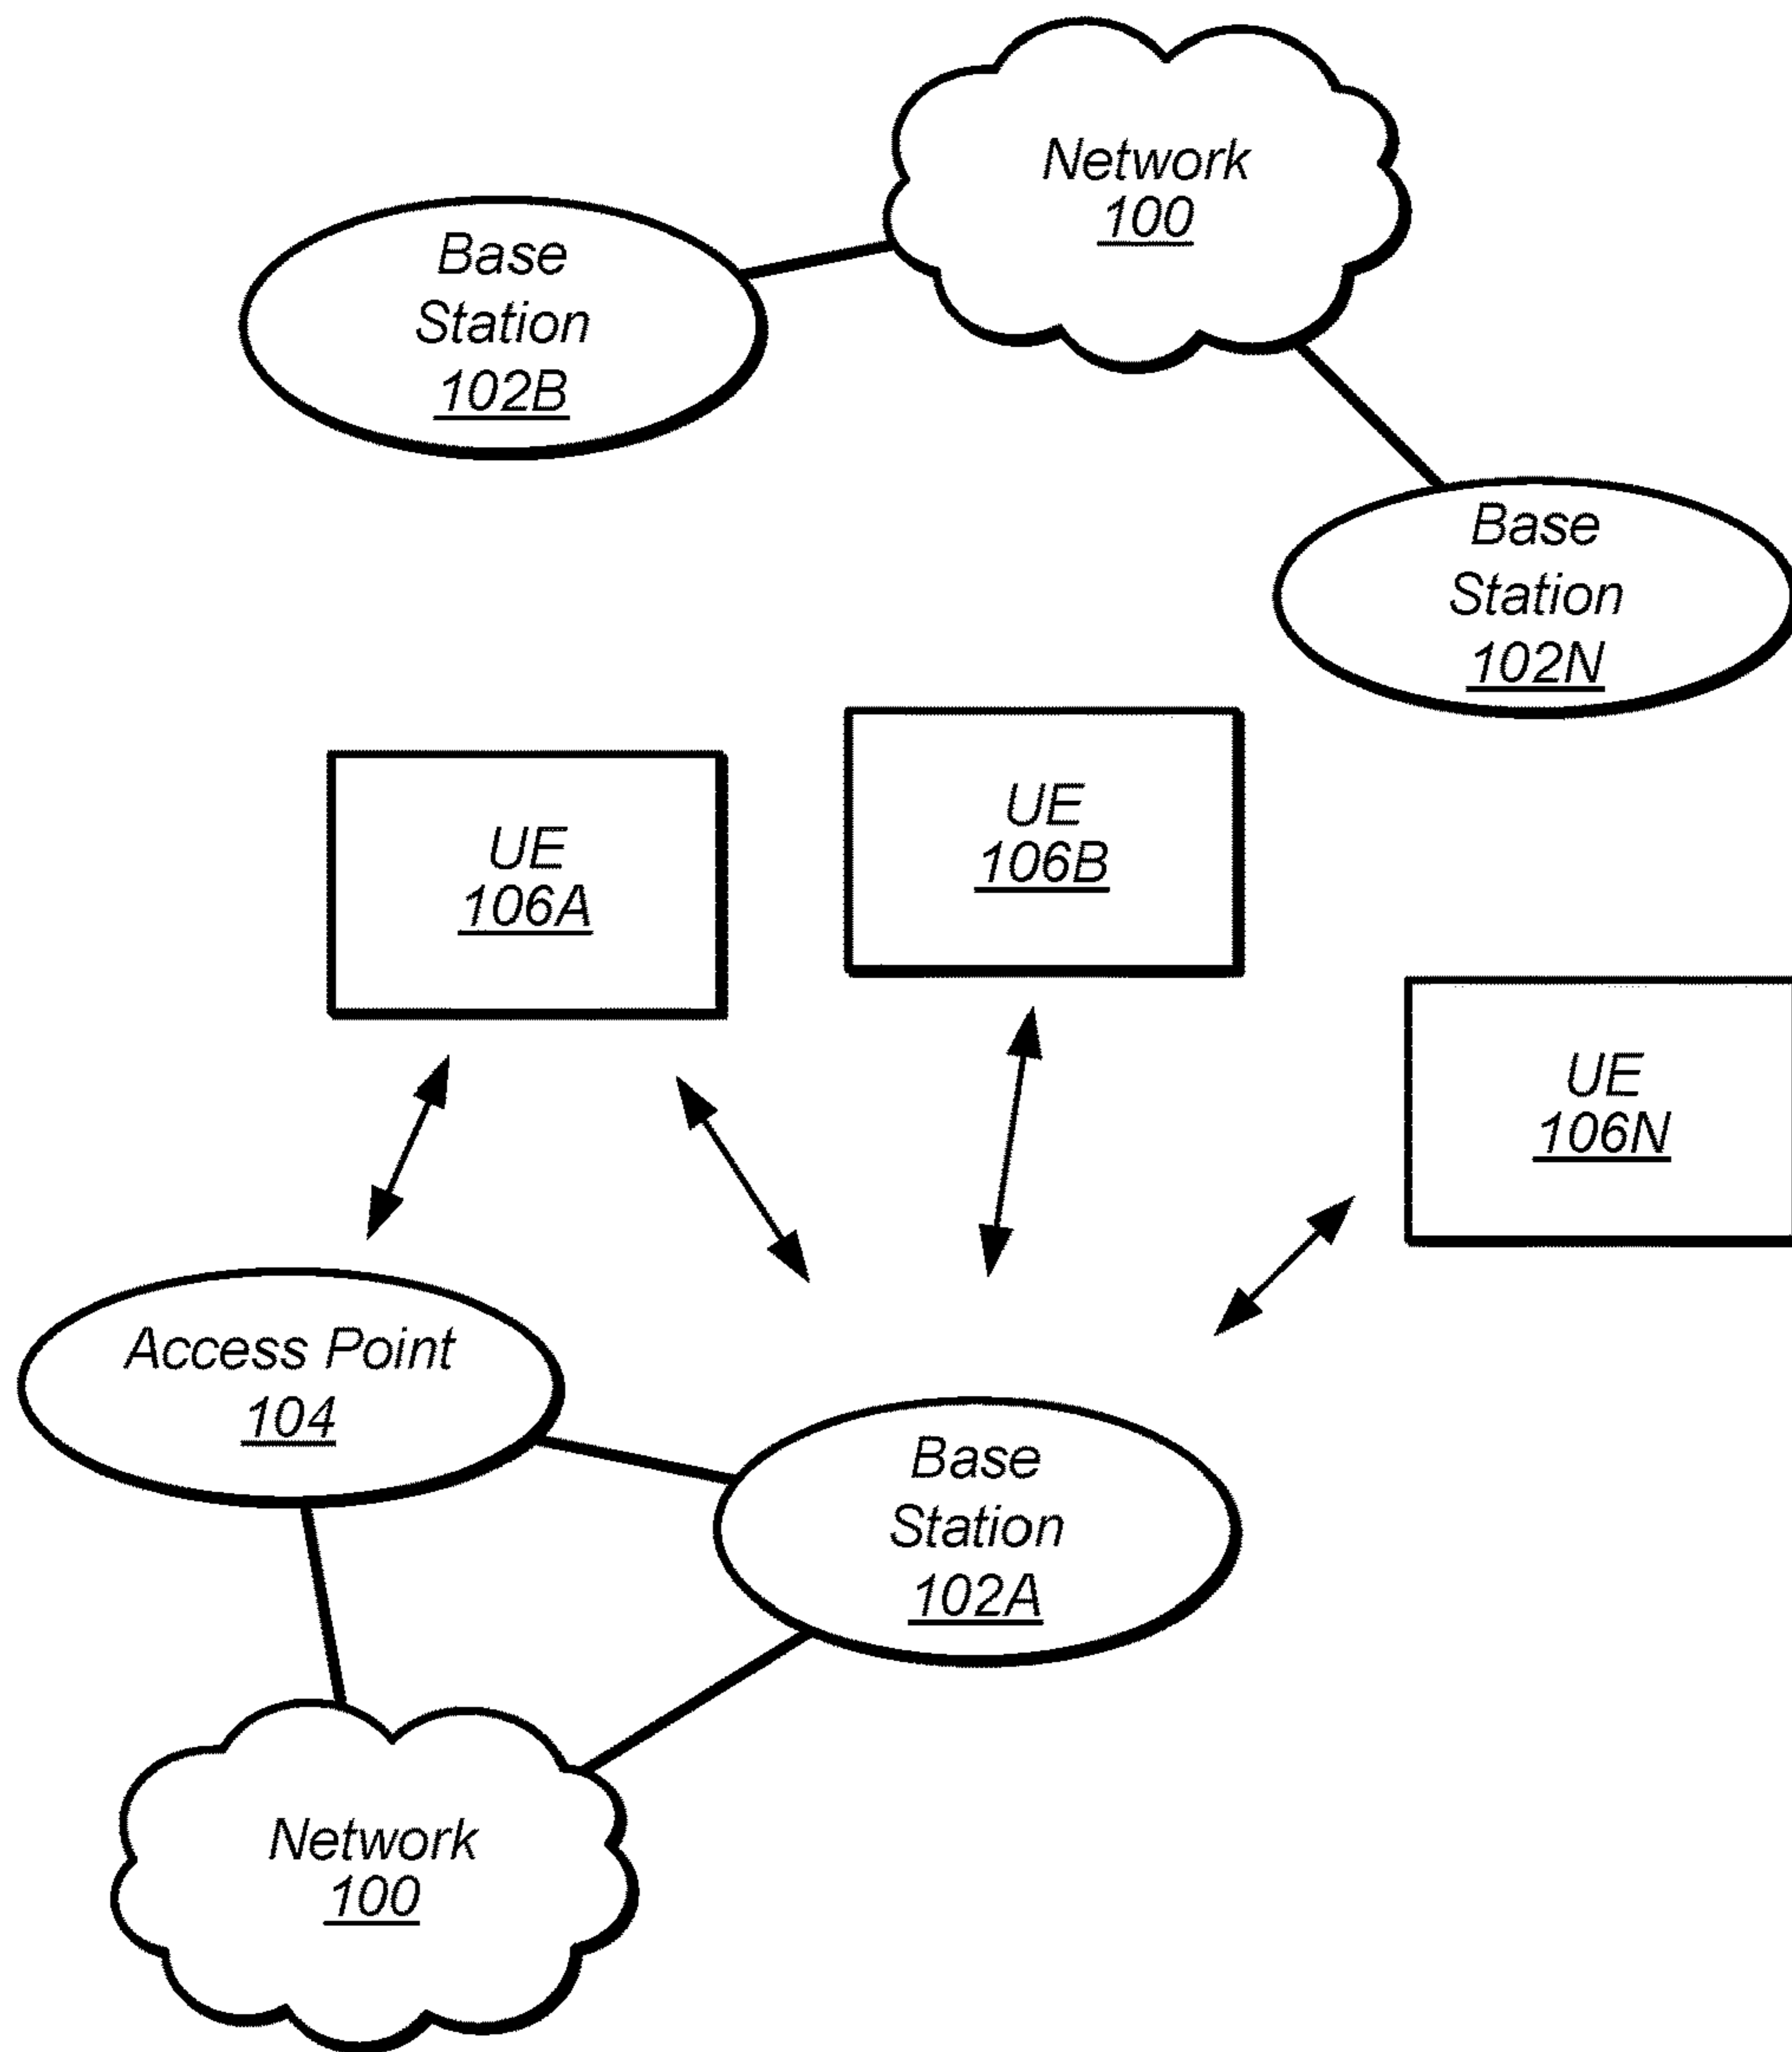 Network
100
Base
Station
102B
Base
Station
102N
UE
106B
UE
106A
UE
106N
Access Point
104
Base
Station
102A
Network
100